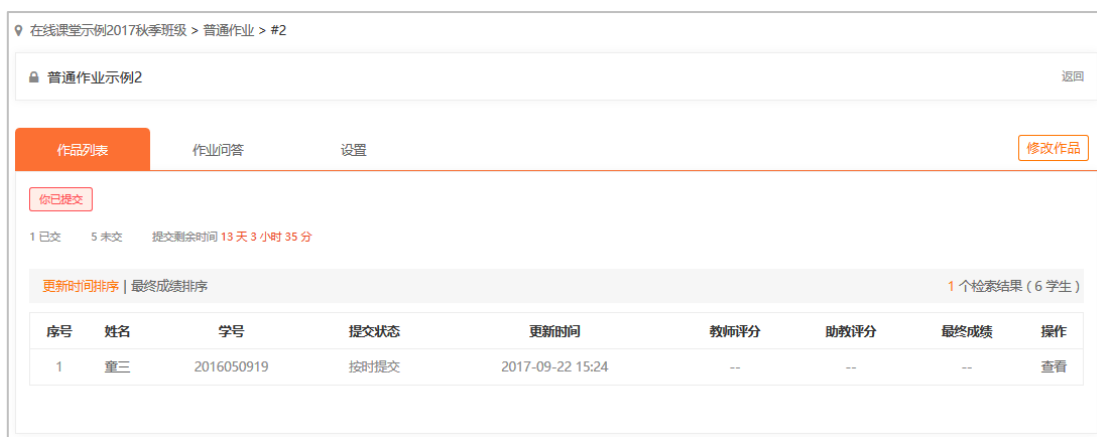 在线课堂示例2017秋季班级 > 普通作业 > #2
普通作业示例2 返回
作品列表 作业问答 设置 修改作品
你已提交
1 已交 5 未交 提交剩余时间 13 天 3 小时 35 分
更新时间排序 | 最终成绩排序 1 个检索结果 ( 6 学生 )
序号 姓名 学号 提交状态 更新时间 教师评分 助教评分 最终成绩 操作
1 童三 2016050919 按时提交 2017-09-22 15:24 -- -- -- 查看